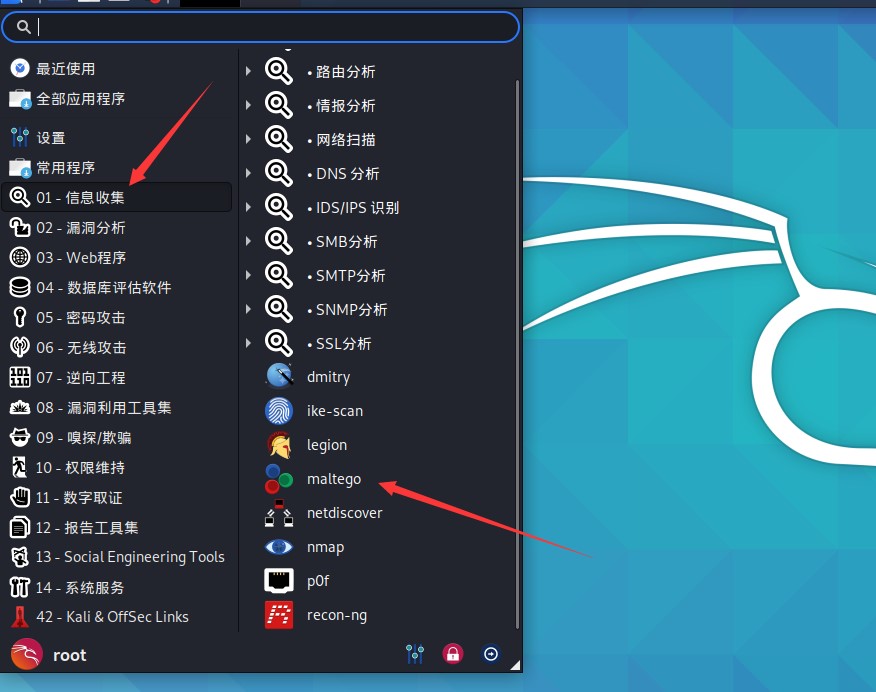 最近使用
全部应用程序
设置
常用程序
01 - 信息收集
02 - 漏洞分析
03 - Web程序
04 - 数据库评估软件
05 - 密码攻击
06 - 无线攻击
07 - 逆向工程
08 - 漏洞利用工具集
09 - 嗅探/欺骗
10 - 权限维持
11 - 数字取证
12 - 报告工具集
13 - Social Engineering Tools
14 - 系统服务
42 - Kali & OffSec Links
• 路由分析
• 情报分析
• 网络扫描
• DNS 分析
• IDS/IPS 识别
• SMB分析
• SMTP分析
• SNMP分析
• SSL分析
dmitry
ike-scan
legion
maltego
netdiscover
nmap
p0f
recon-ng
root